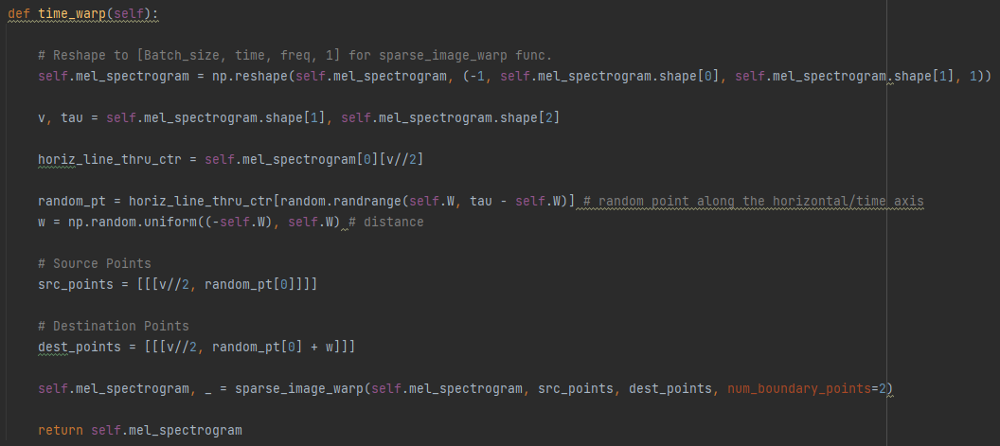 def time_warp(self):
# Reshape to [Batch_size, time, freq, 1] for sparse_image_warp func.
self.mel_spectrogram = np.reshape(self.mel_spectrogram, (-1, self.mel_spectrogram.shape[0], self.mel_spectrogram.shape[1], 1))
v, tau = self.mel_spectrogram.shape[1], self.mel_spectrogram.shape[2]
horiz_line_thru_ctr = self.mel_spectrogram[0][v//2]
random_pt = horiz_line_thru_ctr[random.randrange(self.W, tau - self.W)] # random point along the horizontal/time axis
w = np.random.uniform((-self.W), self.W) # distance
# Source Points
src_points = [[[v//2, random_pt[0]]]]
# Destination Points
dest_points = [[[v//2, random_pt[0] + w]]]
self.mel_spectrogram, _ = sparse_image_warp(self.mel_spectrogram, src_points, dest_points, num_boundary_points=2)
return self.mel_spectrogram